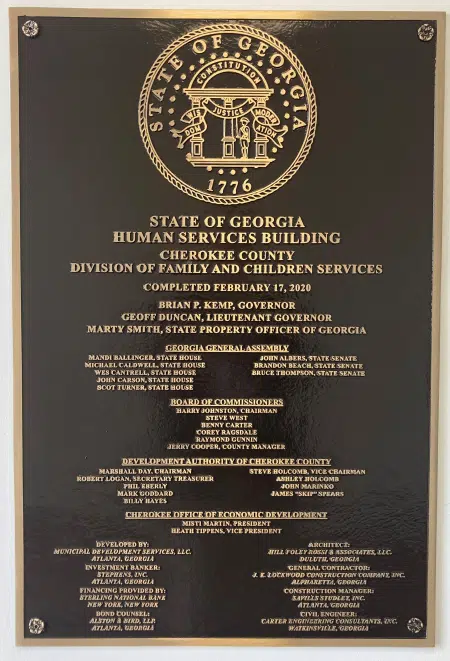 STATE OF GEORGIA
CONSTITUTION
WISDOM JUSTICE MODERATION
1776
STATE OF GEORGIA
HUMAN SERVICES BUILDING
CHEROKEE COUNTY
DIVISION OF FAMILY AND CHILDREN SERVICES
COMPLETED FEBRUARY 17, 2020
BRIAN P. KEMP, GOVERNOR
GEOFF DUNCAN, LIEUTENANT GOVERNOR
MARTY SMITH, STATE PROPERTY OFFICER OF GEORGIA
GEORGIA GENERAL ASSEMBLY
MANDI BALLINGER, STATE HOUSE
MICHAEL CALDWELL, STATE HOUSE
WES CANTRELL, STATE HOUSE
JOHN CARSON, STATE HOUSE
SCOT TURNER, STATE HOUSE
JOHN ALBERS, STATE SENATE
BRANDON BEACH, STATE SENATE
BRUCE THOMPSON, STATE SENATE
BOARD OF COMMISSIONERS
HARRY JOHNSTON, CHAIRMAN
STEVE WEST
BENNY CARTER
COREY RAGSDALE
RAYMOND GUNNIN
JERRY COOPER, COUNTY MANAGER
DEVELOPMENT AUTHORITY OF CHEROKEE COUNTY
MARSHALL DAY, CHAIRMAN
ROBERT LOGAN, SECRETARY TREASURER
PHIL EBERLY
MARK GODDARD
BILLY HAYES
STEVE HOLCOMB, VICE CHAIRMAN
ASHLEY HOLCOMB
JOHN MARINKO
JAMES "SKIP" SPEARS
CHEROKEE OFFICE OF ECONOMIC DEVELOPMENT
MISTI MARTIN, PRESIDENT
HEATH TIPPENS, VICE PRESIDENT
DEVELOPED BY:
MUNICIPAL DEVELOPMENT SERVICES, LLC.
ATLANTA, GEORGIA
INVESTMENT BANKER:
STEPHENS, INC.
ATLANTA, GEORGIA
FINANCING PROVIDED BY:
STERLING NATIONAL BANK
NEW YORK, NEW YORK
BOND COUNSEL:
ALSTON & BIRD, LLP.
ATLANTA, GEORGIA
ARCHITECT:
HILL FOLEY ROSSI & ASSOCIATES, LLC.
DULUTH, GEORGIA
GENERAL CONTRACTOR:
J. K. LOCKWOOD CONSTRUCTION COMPANY, INC.
ALPHARETTA, GEORGIA
CONSTRUCTION MANAGER:
SAVILLS STUDLEY, INC.
ATLANTA, GEORGIA
CIVIL ENGINEER:
CARTER ENGINEERING CONSULTANTS, INC.
WATKINSVILLE, GEORGIA